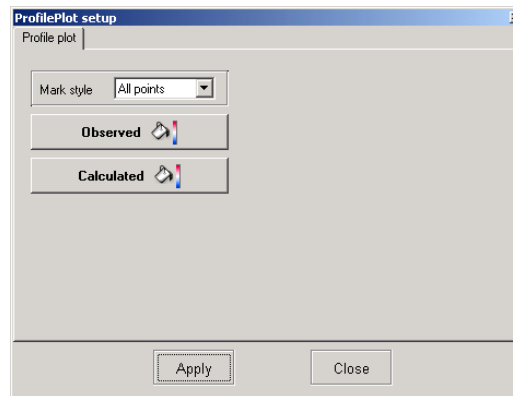 ProfilePlot setup
Profile plot
Mark style All points
Observed
Calculated
Apply Close